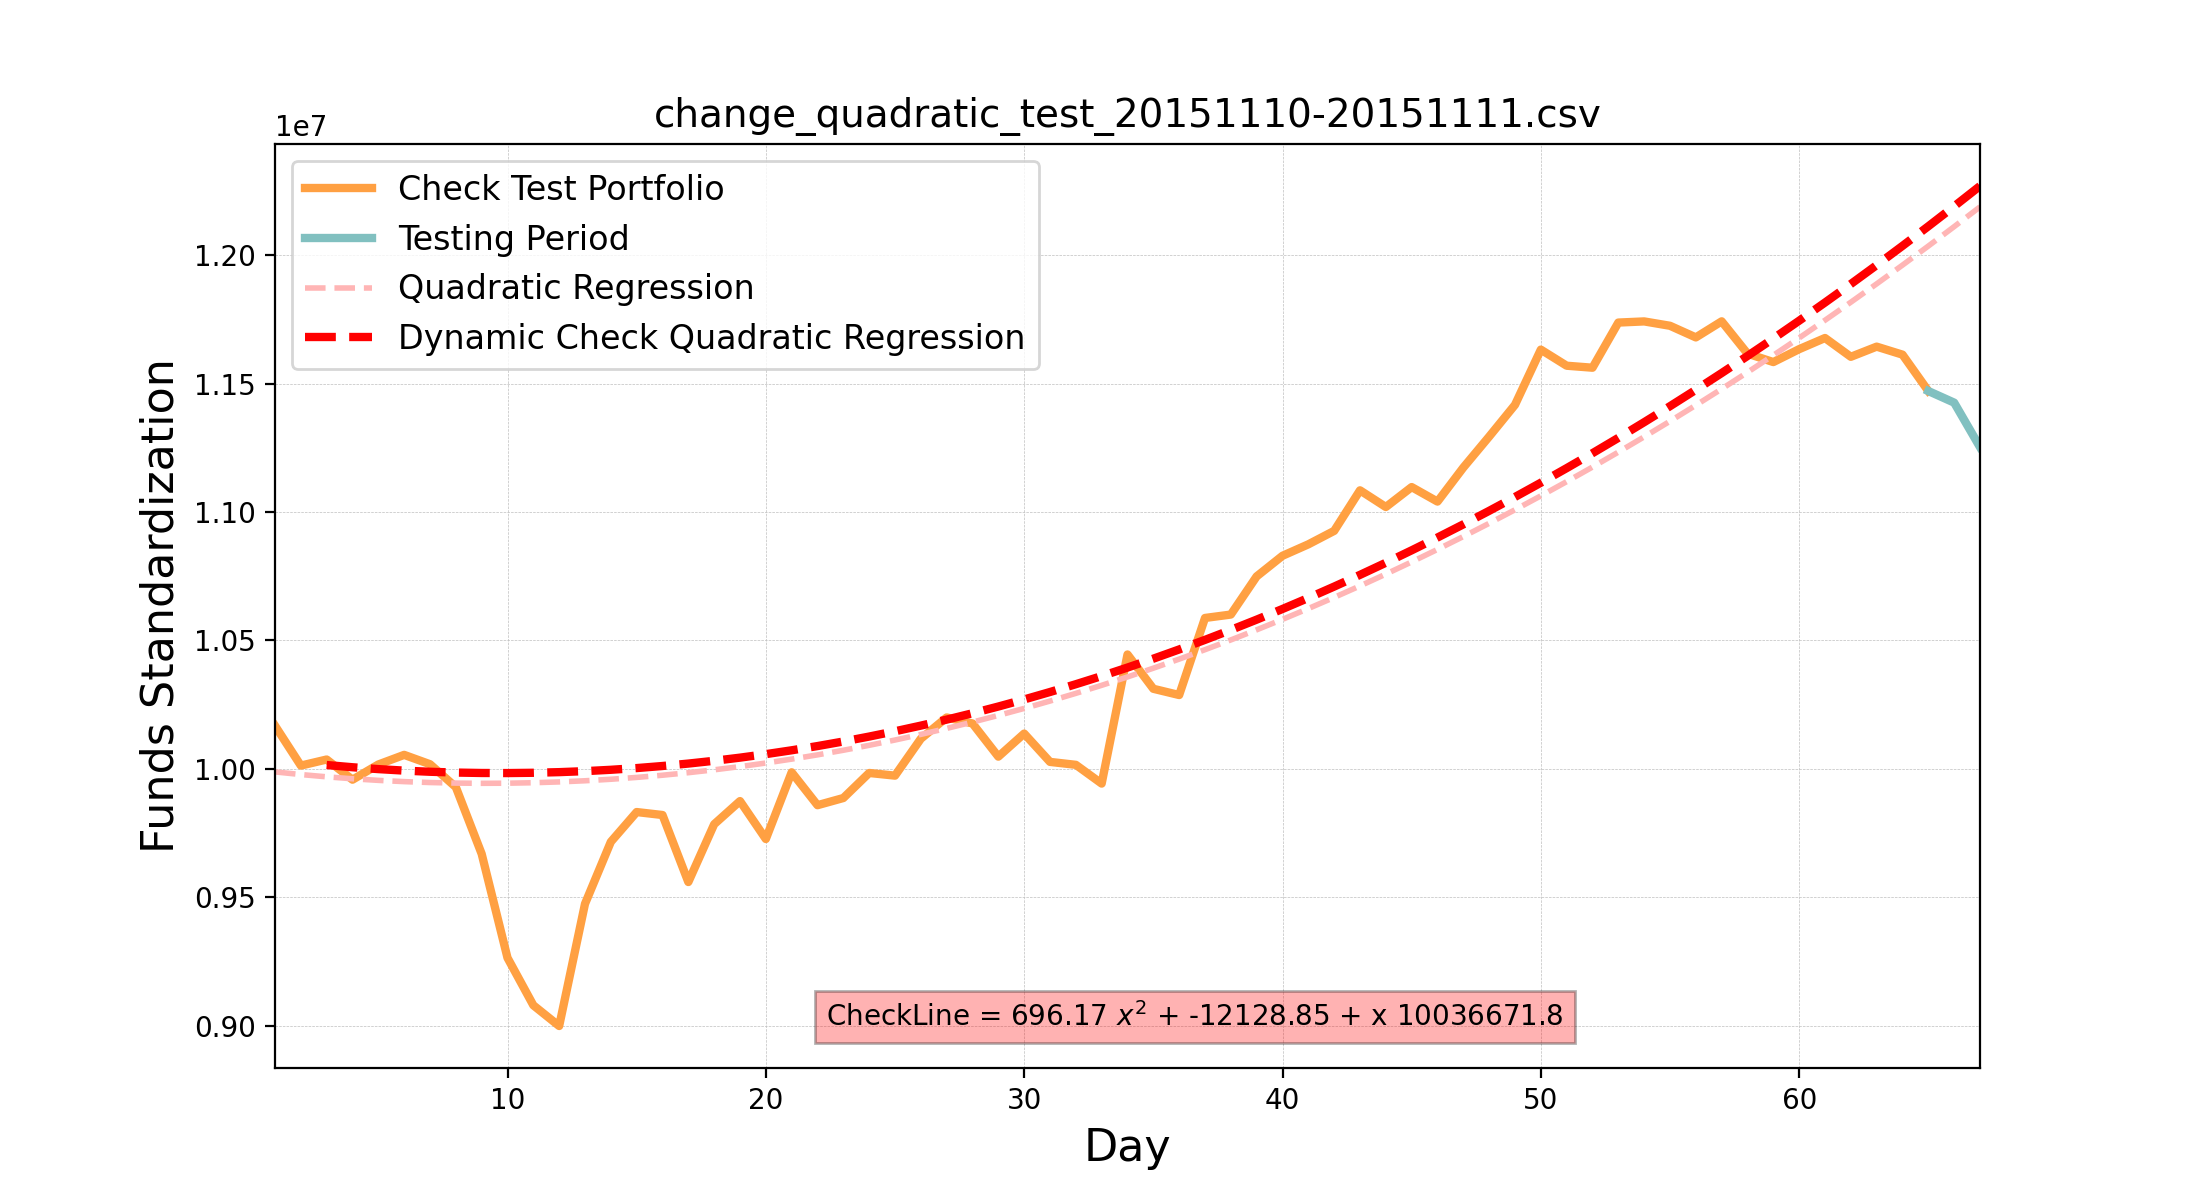 change_quadratic_test_20151110-20151111.csv
1e7
Check Test Portfolio
Testing Period
Quadratic Regression
Dynamic Check Quadratic Regression
Funds Standardization
1.20
1.15
1.10
1.05
1.00
0.95
0.90
CheckLine = 696.17 x² + -12128.85 + x 10036671.8
10 20 30 40 50 60
Day